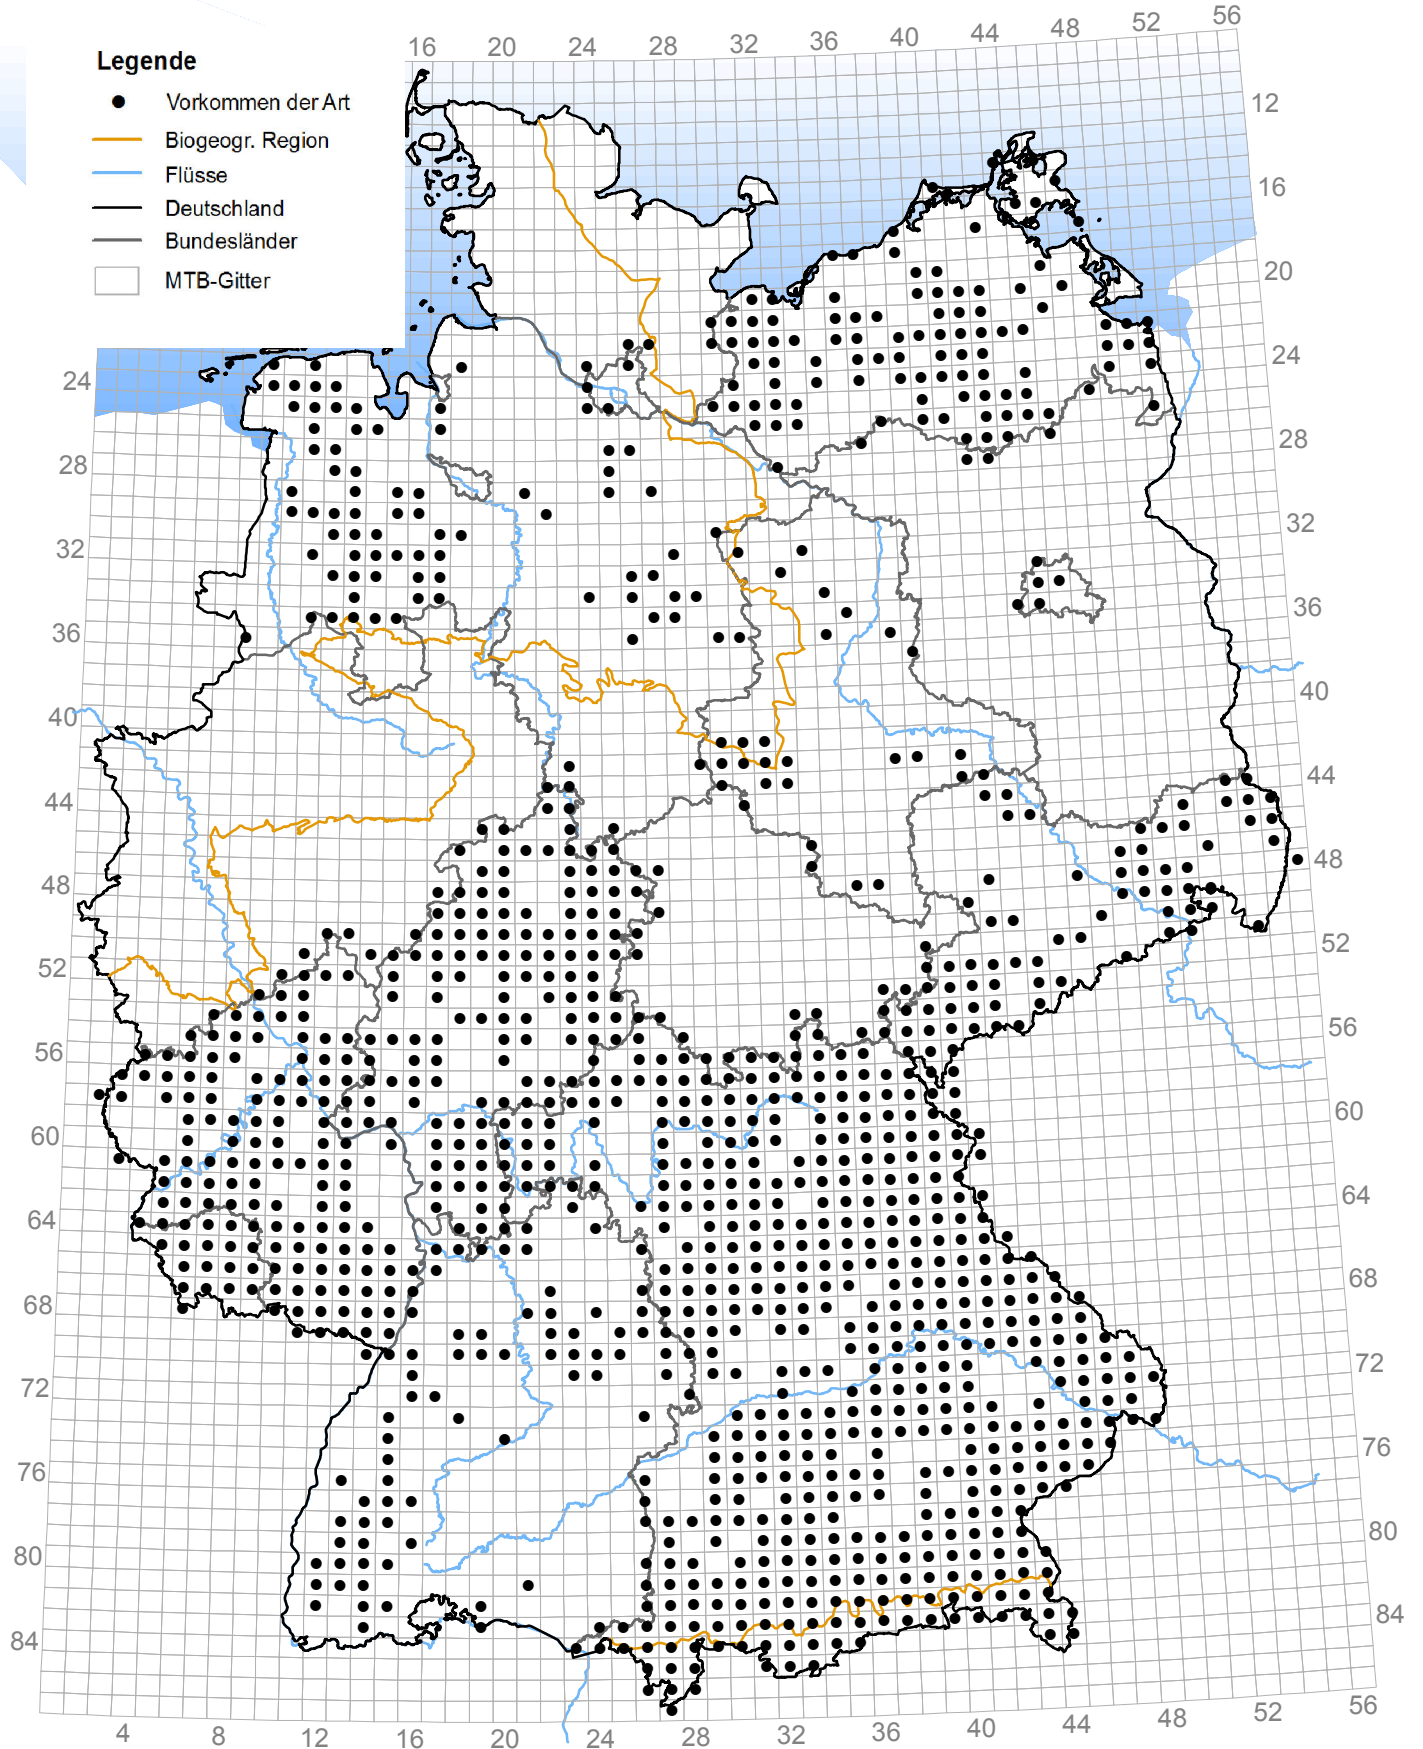 16 20 24 28 32 36 40 44 48 52 56
Legende
Vorkommen der Art
Biogeogr. Region
Flüsse
Deutschland
Bundesländer
MTB-Gitter
12
16
20
24 24
28 28
32 32
36 36
40 40
44 44
48 48
52 52
56 56
60 60
64 64
68 68
72 72
76 76
80 80
84 84
4 8 12 16 20 24 28 32 36 40 44 48 52 56